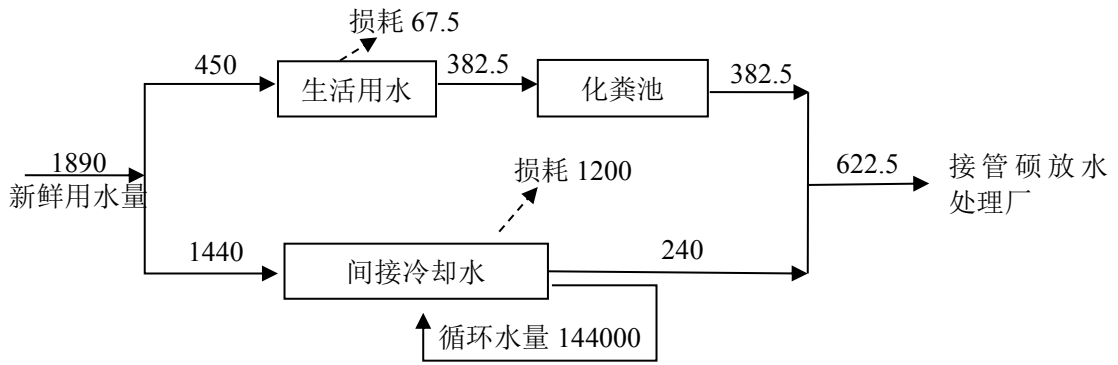 损耗 67.5
450
生活用水
382.5
化粪池
382.5
1890
新鲜用水量
损耗 1200
622.5
接管硕放水
处理厂
1440
间接冷却水
240
循环水量 144000